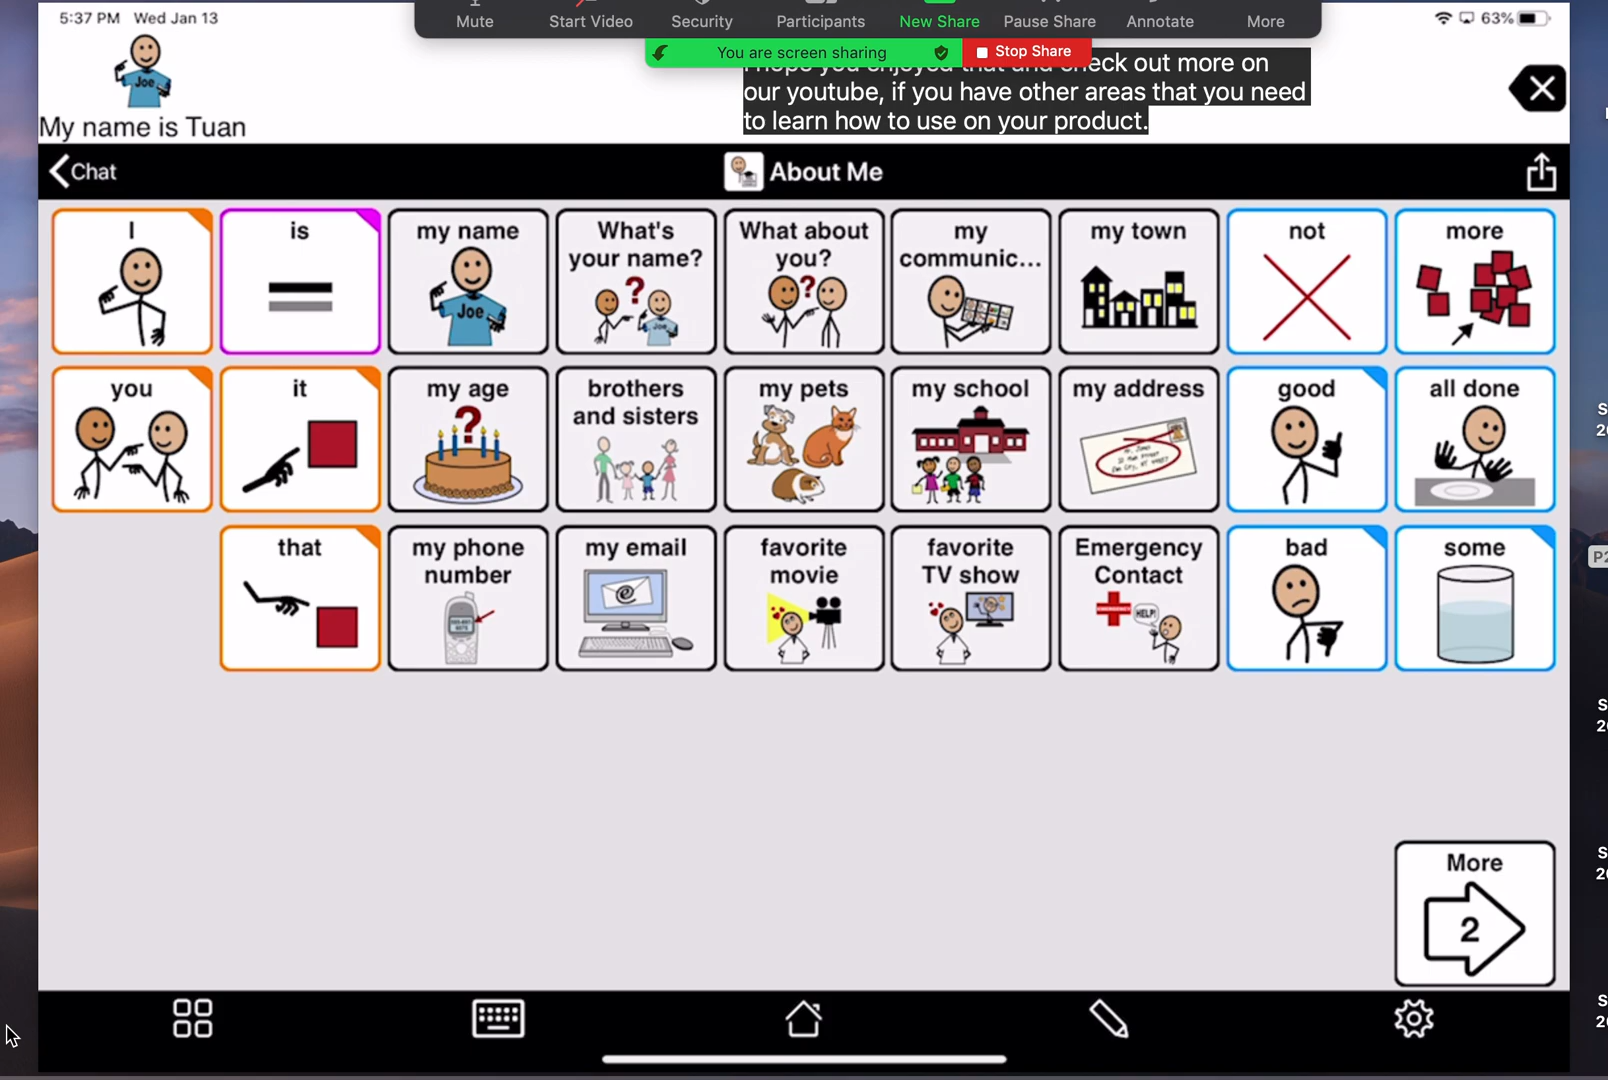 5:37 PM Wed Jan 13
63%
Mute Start Video Security Participants New Share Pause Share Annotate More
You are screen sharing
Stop Share
our youtube, if you have other areas that you need
to learn how to use on your product.
check out more on
Joe
My name is Tuan
Chat
About Me
I
is
my name
Joe
What's
your name?
Joe
What about
you?
my
communic...
my town
not
more
you
it
my age
brothers
and sisters
my pets
my school
my address
good
all done
that
my phone
number
my email
favorite
movie
favorite
TV show
Emergency
Contact
HELP!
bad
some
More
2